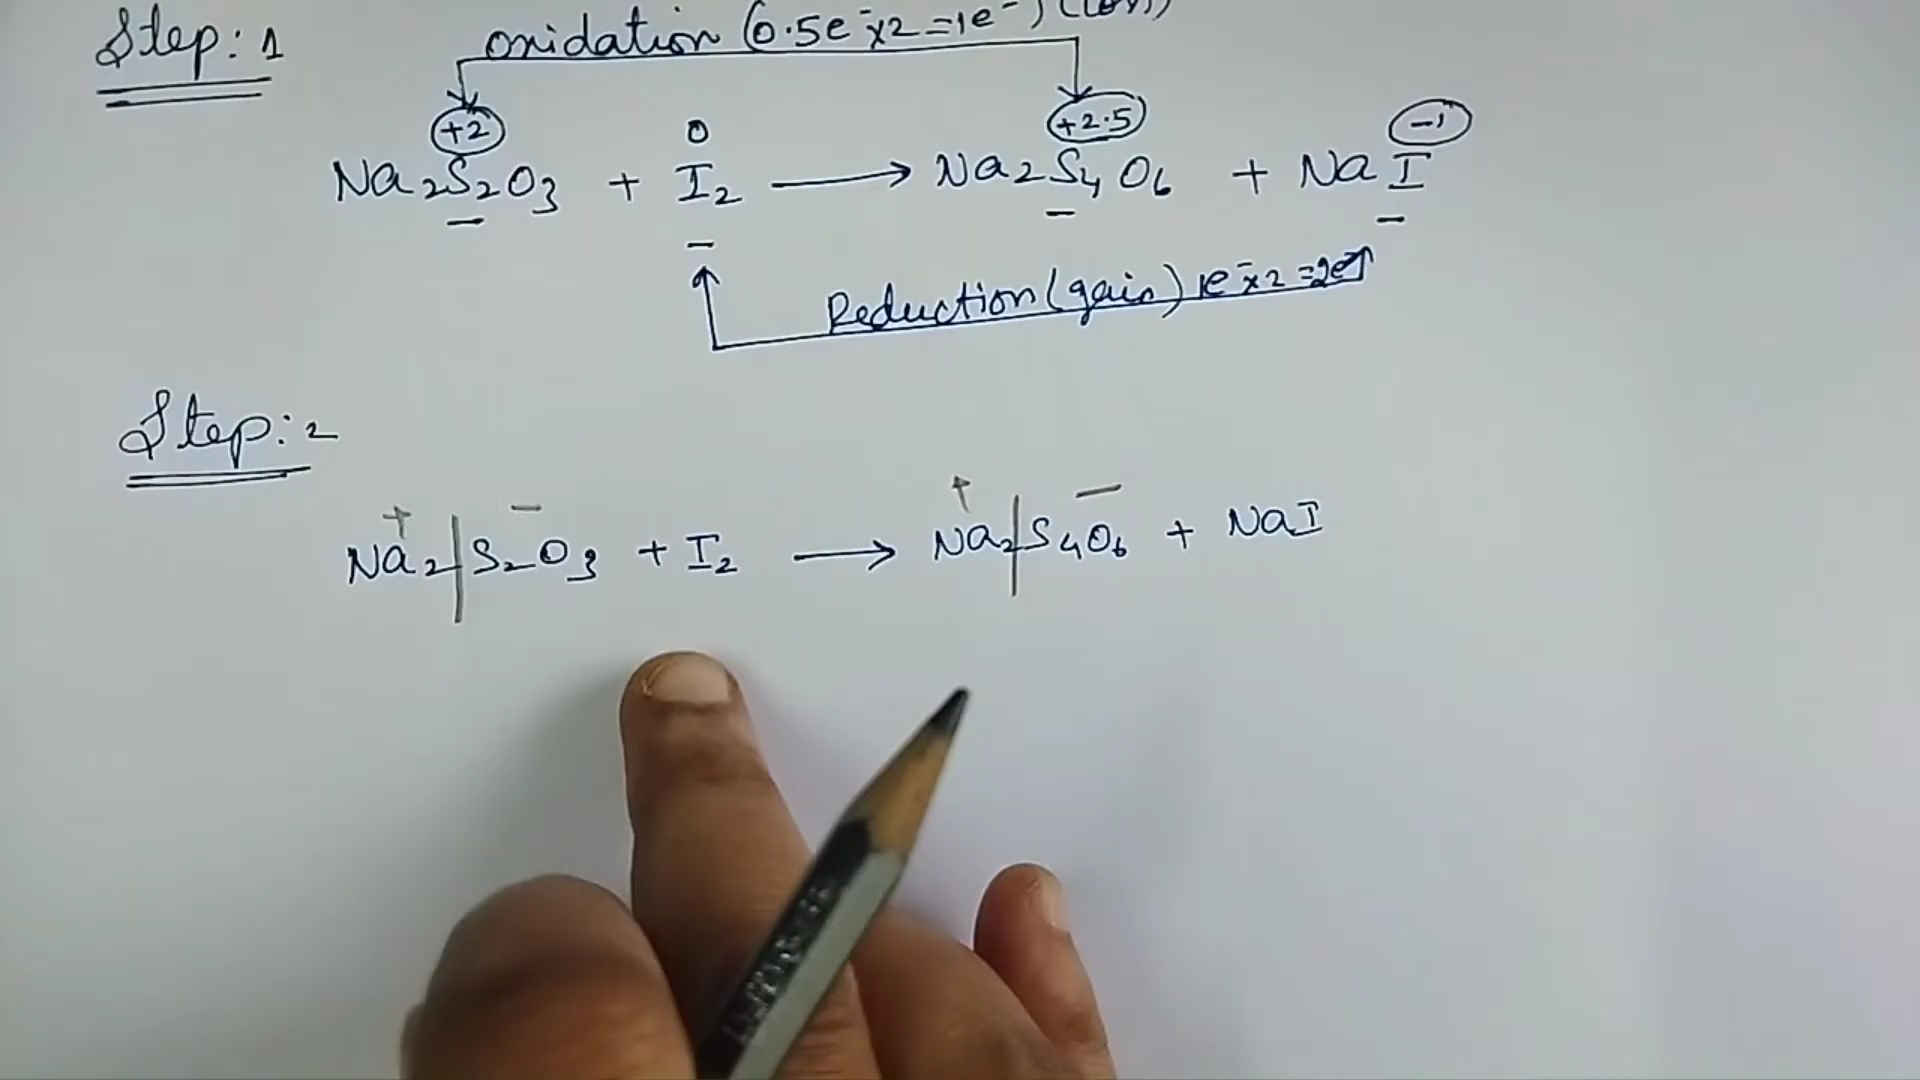 Step: 1
oxidation (0.5e⁻x2=1e⁻) (loss)
+2 0 +2.5 -1
Na₂S₂O₃ + I₂ ⟶ Na₂S₄O₆ + NaI
Reduction (gain) 1e⁻x2=2e⁻
Step: 2
+ - + -
Na₂|S₂O₃ + I₂ ⟶ Na₂|S₄O₆ + NaI